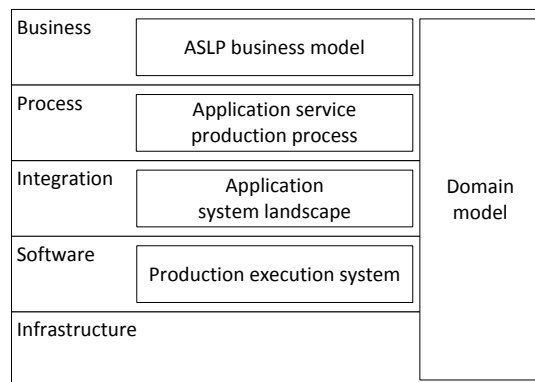 Business
ASLP business model
Process
Application service
production process
Integration
Application
system landscape
Domain
model
Software
Production execution system
Infrastructure